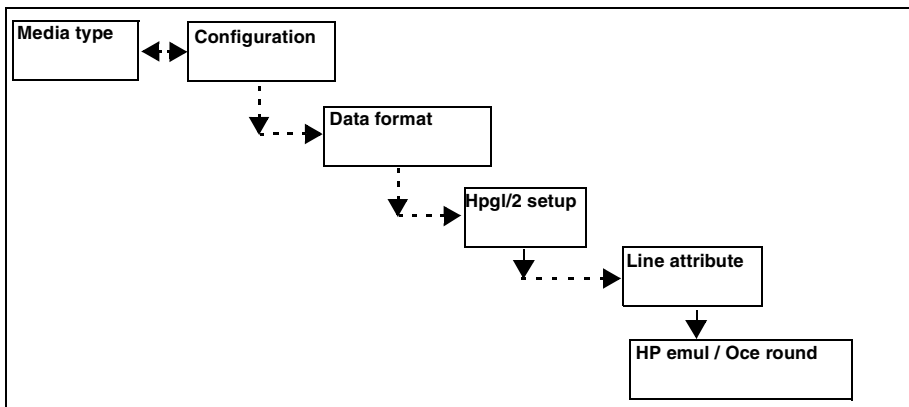 Media type
Configuration
Data format
Hpgl/2 setup
Line attribute
HP emul / Oce round